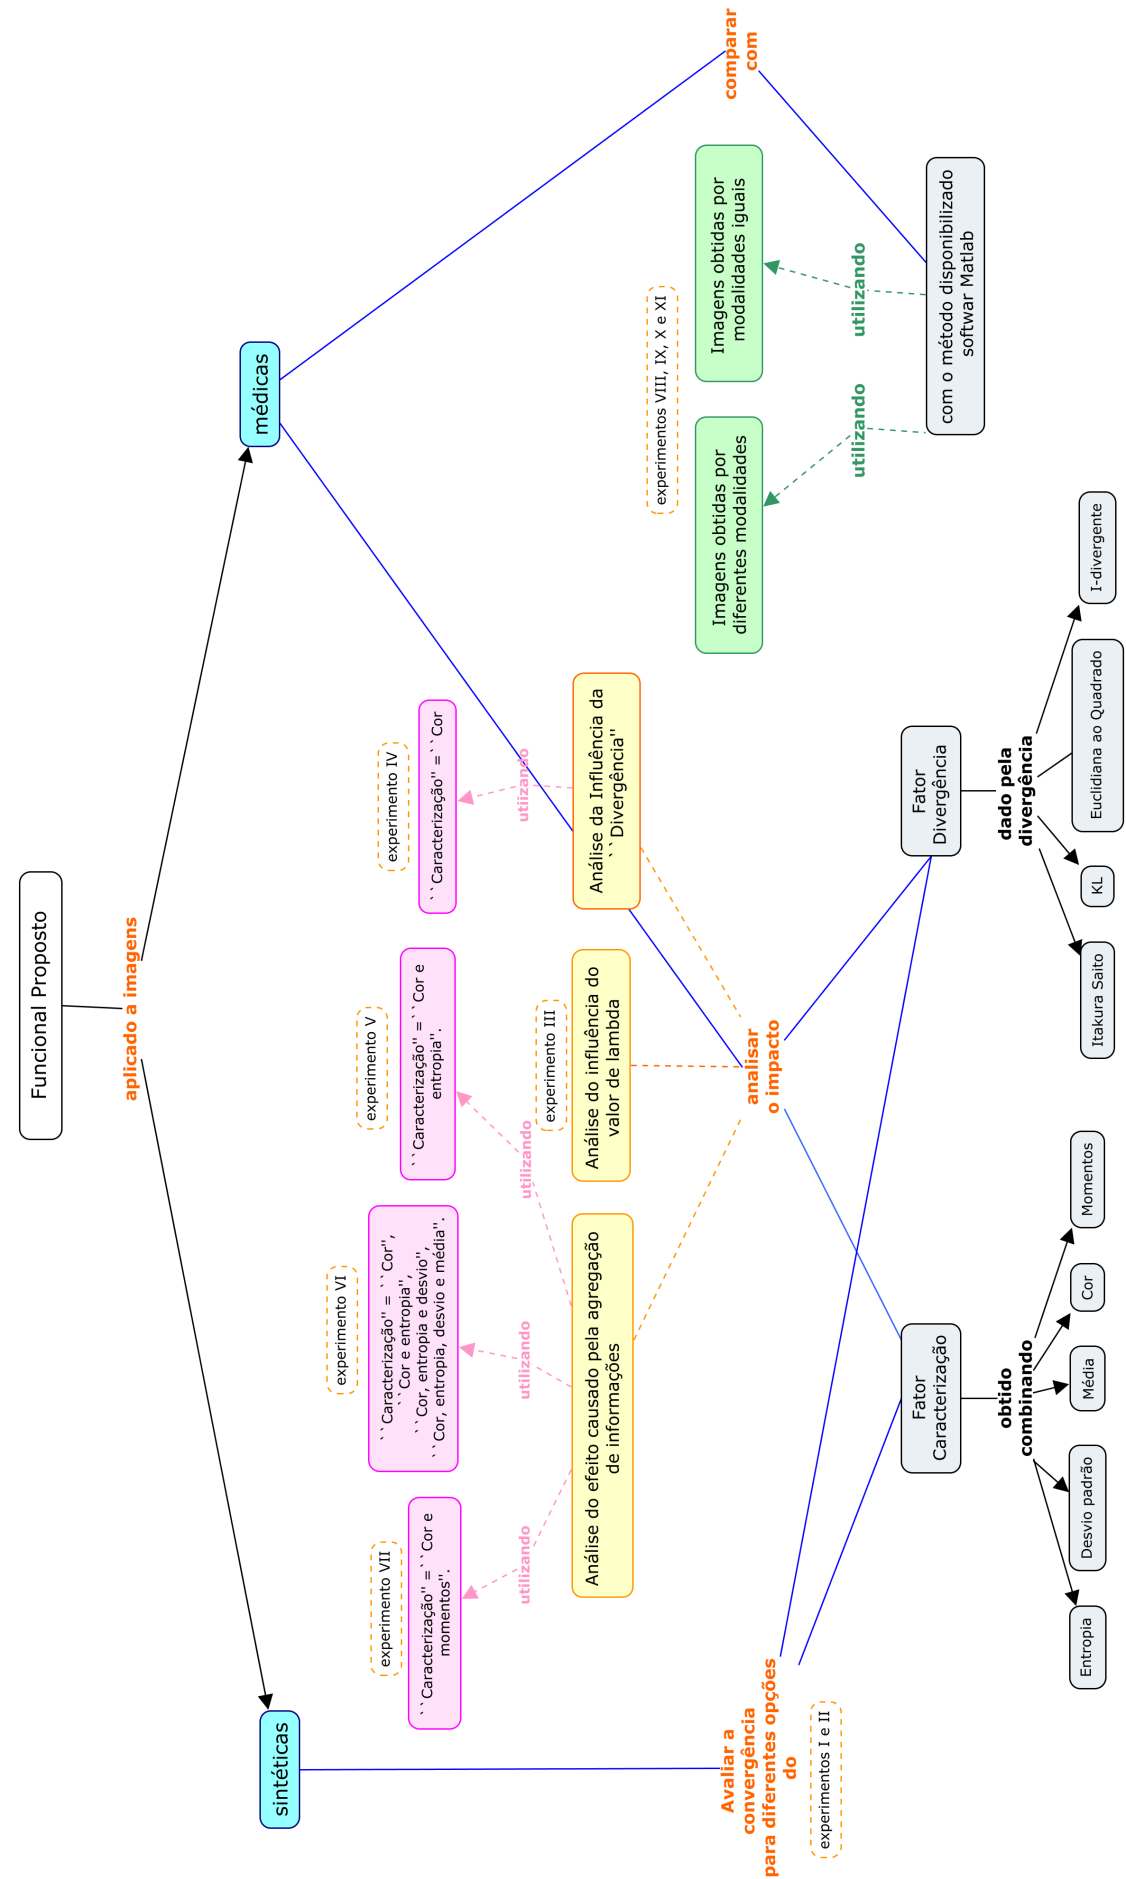 Funcional Proposto
aplicado a imagens
sintéticas
médicas
experimento VII
``Caracterização" =``Cor e
momentos".
experimento VI
``Caracterização" = ``Cor",
``Cor e entropia",
``Cor, entropia e desvio",
``Cor, entropia, desvio e média".
experimento V
``Caracterização" =``Cor e
entropia".
experimento IV
``Caracterização" =``Cor
utilizando
utilizando
utilizando
utiizando
experimento III
Análise do efeito causado pela agregação
de informações
Análise do influência do
valor de lambda
Análise da Influência da
``Divergência"
experimentos VIII, IX, X e XI
Imagens obtidas por
diferentes modalidades
Imagens obtidas por
modalidades iguais
comparar
com
utilizando
utilizando
com o método disponibilizado
softwar Matlab
Avaliar a
convergência
para diferentes opções
do
experimentos I e II
analisar
o impacto
Fator
Caracterização
Fator
Divergência
obtido
combinando
dado pela
divergência
Entropia
Desvio padrão
Média
Cor
Momentos
Itakura Saito
KL
Euclidiana ao Quadrado
I-divergente